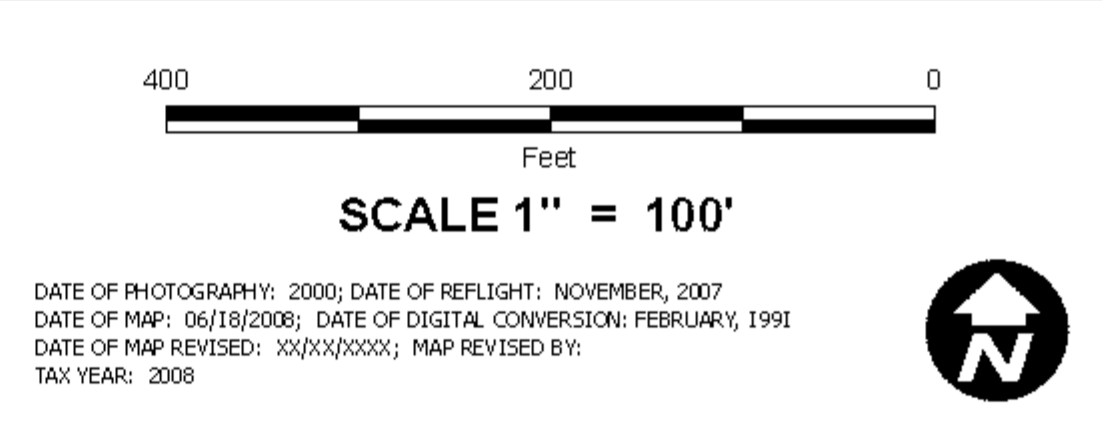 400 200 0
Feet
SCALE 1" = 100'
DATE OF PHOTOGRAPHY: 2000; DATE OF REFLIGHT: NOVEMBER, 2007
DATE OF MAP: 06/18/2008; DATE OF DIGITAL CONVERSION: FEBRUARY, 1991
DATE OF MAP REVISED: XX/XX/XXXX; MAP REVISED BY:
TAX YEAR: 2008
N